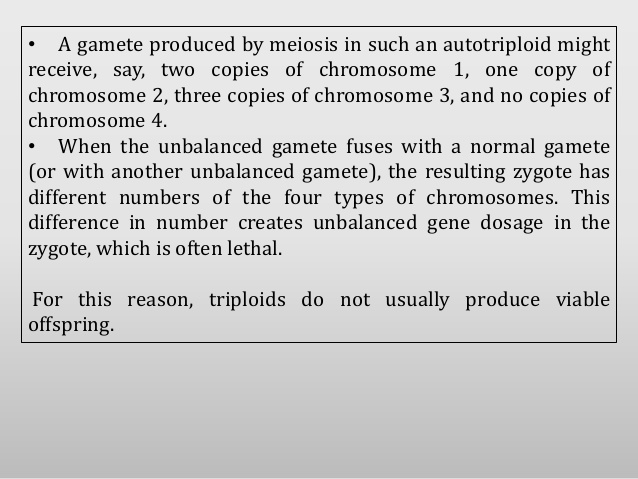 • A gamete produced by meiosis in such an autotriploid might
receive, say, two copies of chromosome 1, one copy of
chromosome 2, three copies of chromosome 3, and no copies of
chromosome 4.
• When the unbalanced gamete fuses with a normal gamete
(or with another unbalanced gamete), the resulting zygote has
different numbers of the four types of chromosomes. This
difference in number creates unbalanced gene dosage in the
zygote, which is often lethal.
For this reason, triploids do not usually produce viable
offspring.